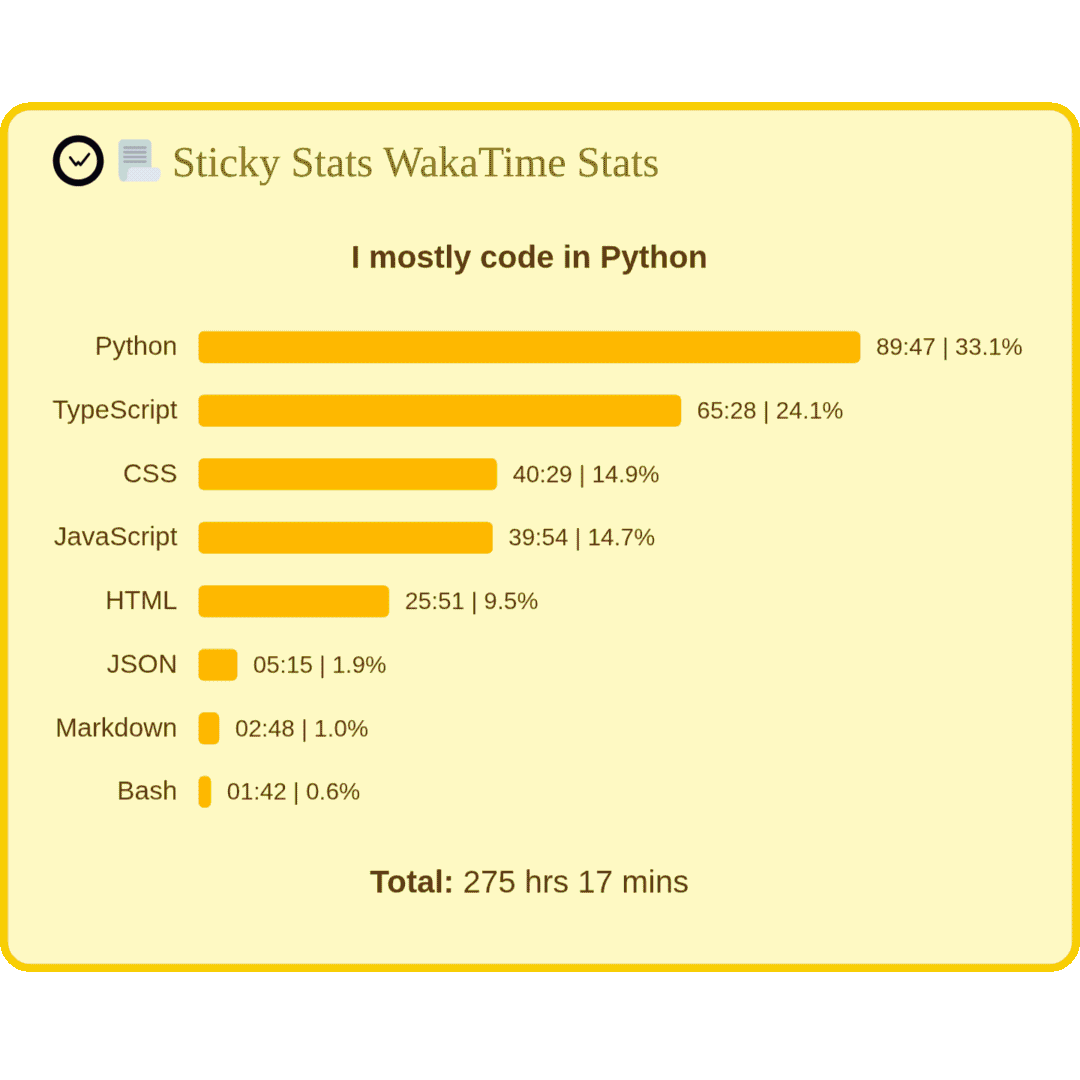 Sticky Stats WakaTime Stats
I mostly code in Python
Python 89:47 | 33.1%
TypeScript 65:28 | 24.1%
CSS 40:29 | 14.9%
JavaScript 39:54 | 14.7%
HTML 25:51 | 9.5%
JSON 05:15 | 1.9%
Markdown 02:48 | 1.0%
Bash 01:42 | 0.6%
Total: 275 hrs 17 mins